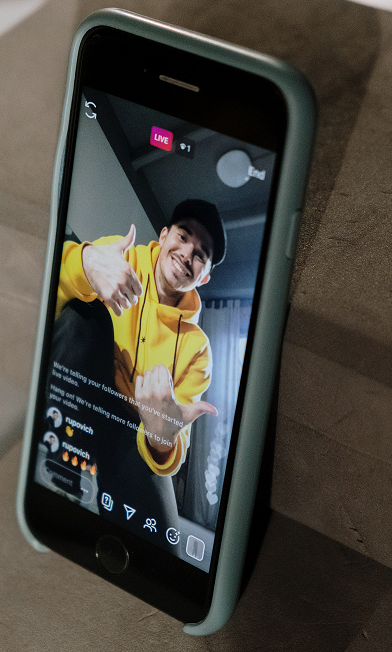 LIVE
1
End
We're telling your followers that you've started a
live video.
Hang on! We're telling more followers to join
your video.
rupovich
👋
rupovich
🔥🔥🔥🔥